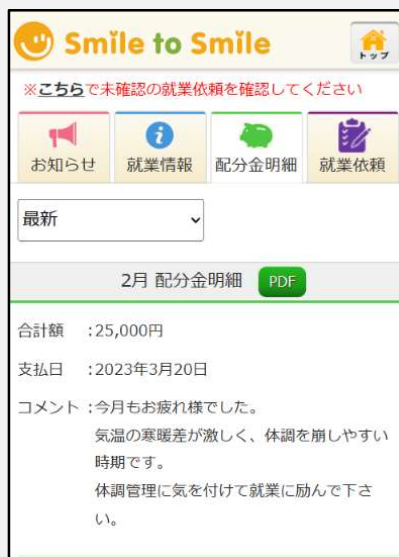 Smile to Smile
トップ
※こちらで未確認の就業依頼を確認してください
お知らせ
就業情報
配分金明細
就業依頼
最新
2月 配分金明細 PDF
合計額 :25,000円
支払日 :2023年3月20日
コメント :今月もお疲れ様でした。
気温の寒暖差が激しく、体調を崩しやすい
時期です。
体調管理に気を付けて就業に励んで下さ
い。